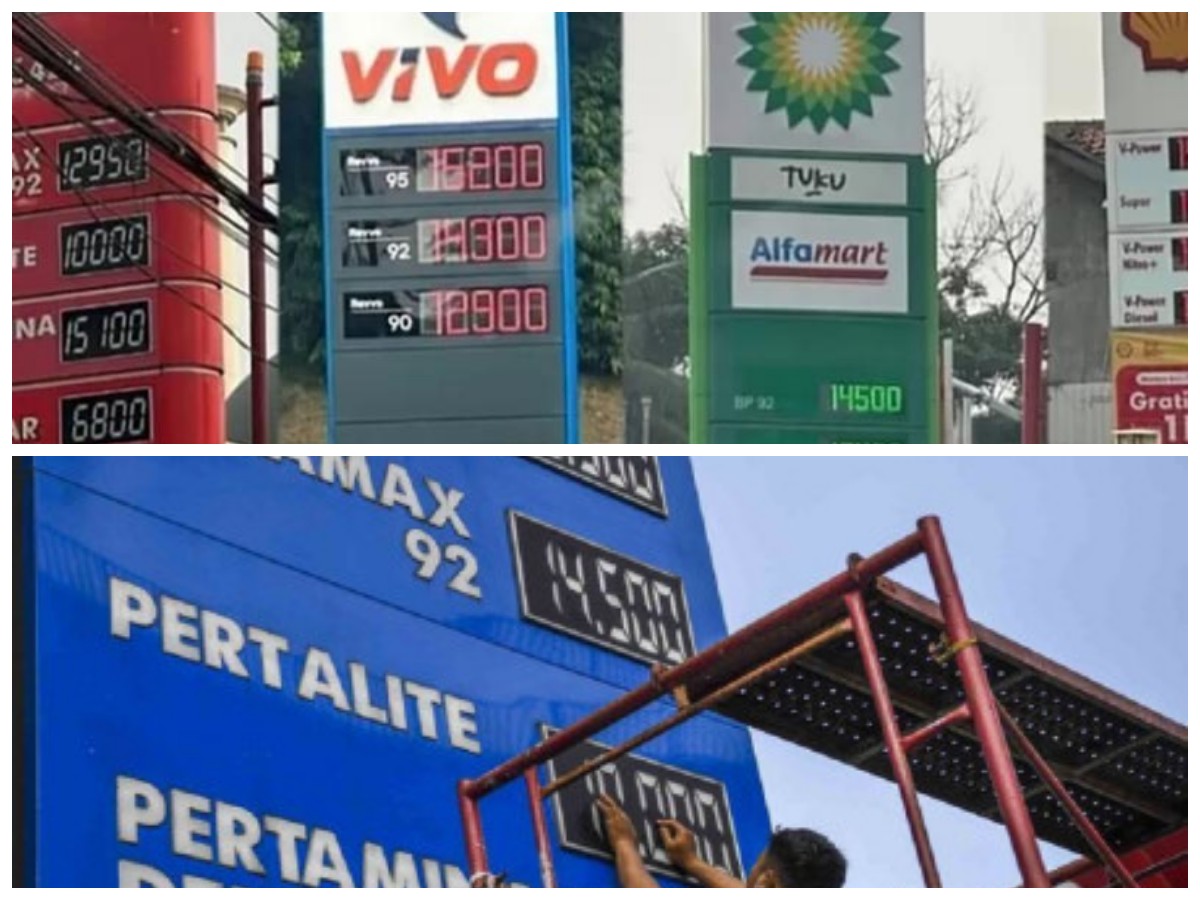 AX
92
12950
TE
10000
NA
15100
AR
6800
VIVO
Revvo
95
Revvo
92
Revvo
90
12900
TUKU
Alfamart
BP 92
14500
V-Power
Super
V-Power
Nitro+
V-Power
Diesel
Grati
AMAX
92
14.500
PERTALITE
PERTAMIN